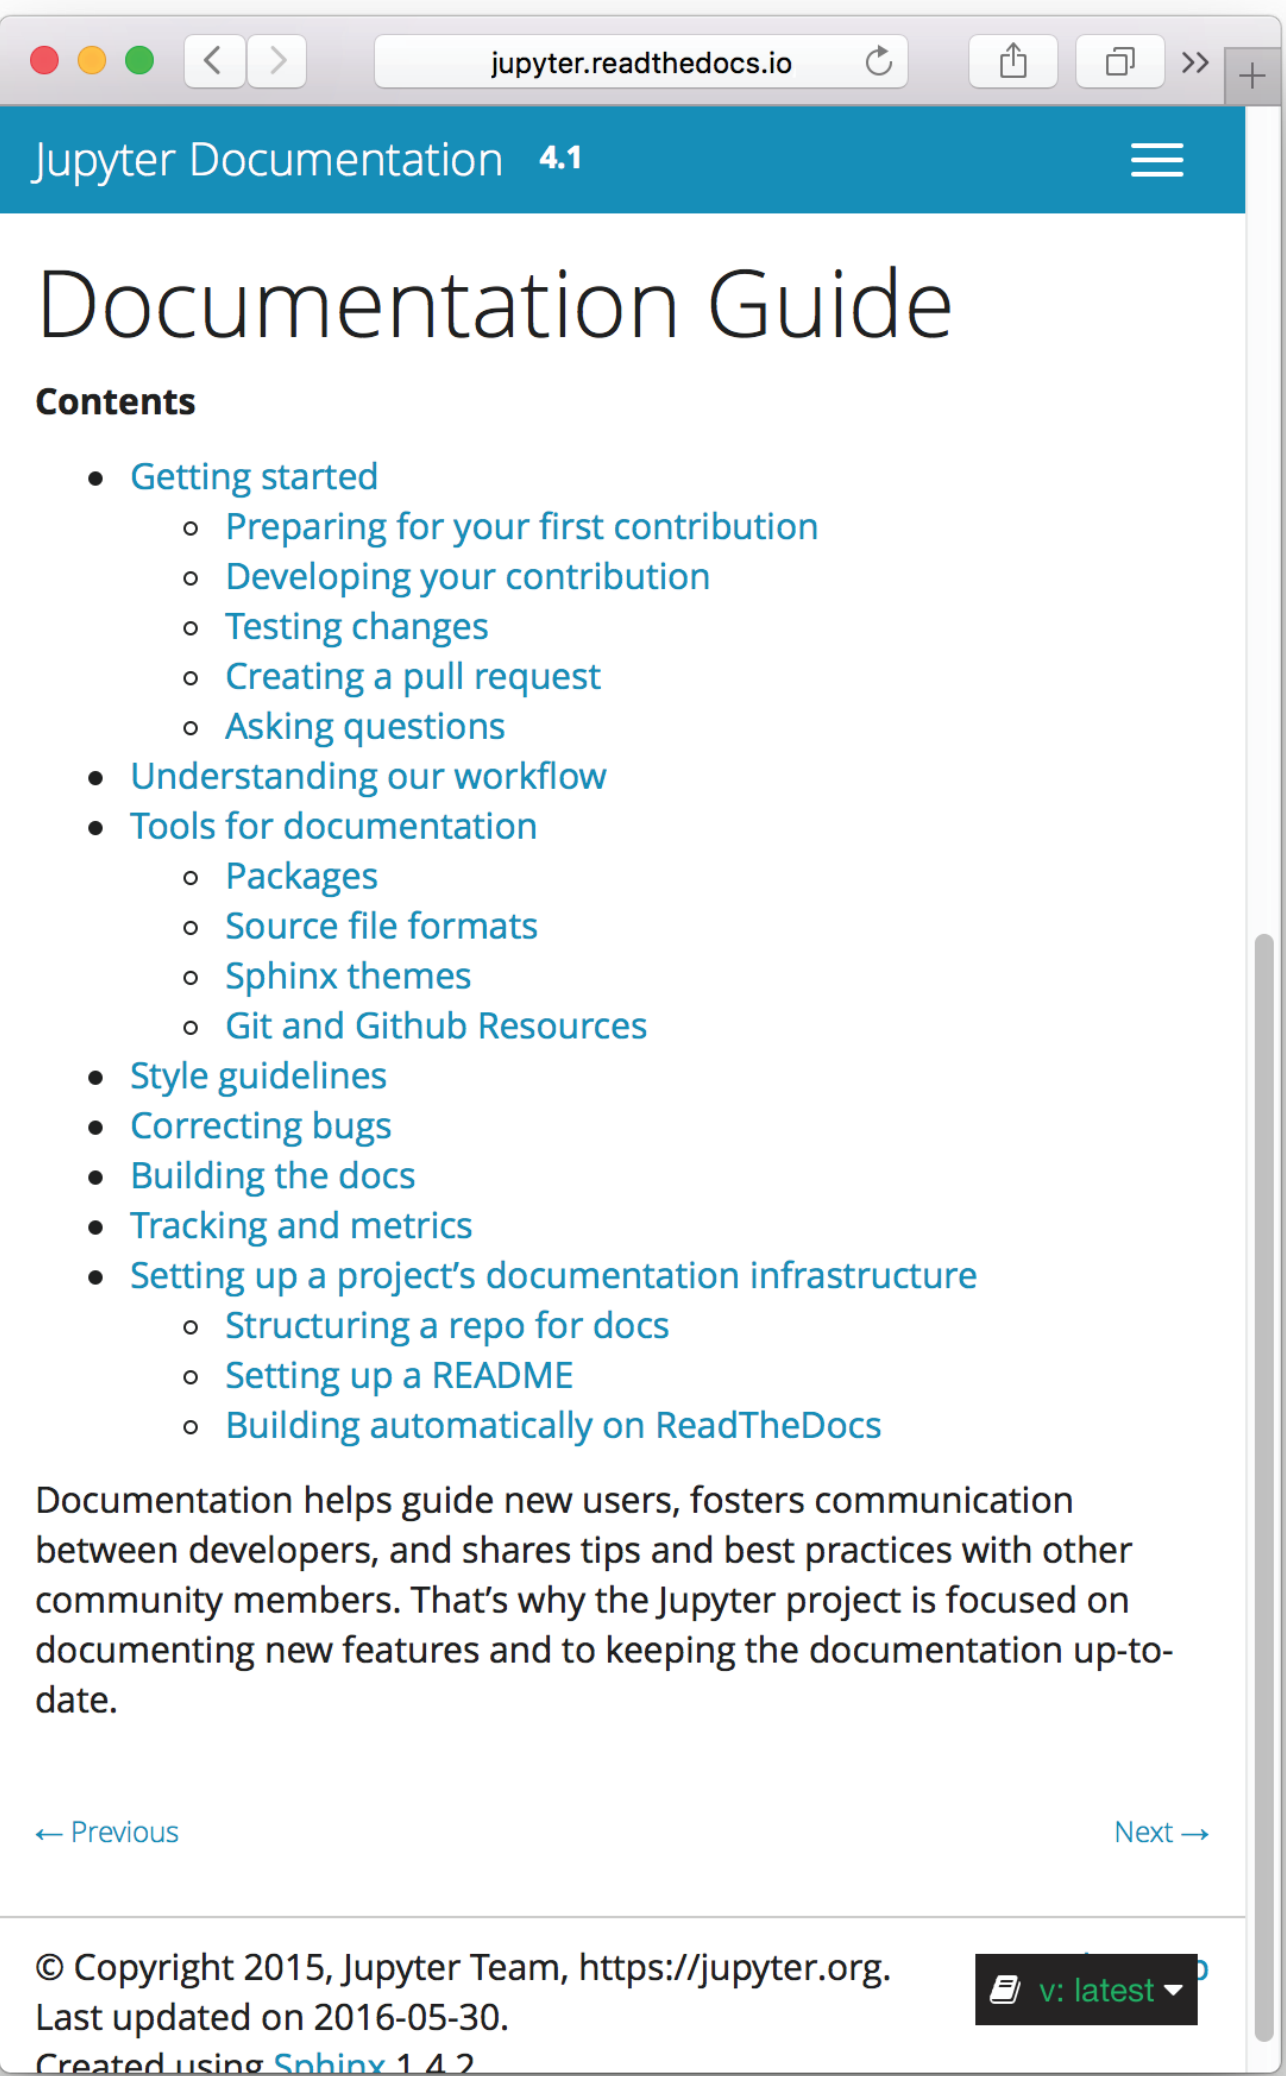 jupyter.readthedocs.io
Jupyter Documentation 4.1
Documentation Guide
Contents
Getting started
Preparing for your first contribution
Developing your contribution
Testing changes
Creating a pull request
Asking questions
Understanding our workflow
Tools for documentation
Packages
Source file formats
Sphinx themes
Git and Github Resources
Style guidelines
Correcting bugs
Building the docs
Tracking and metrics
Setting up a project’s documentation infrastructure
Structuring a repo for docs
Setting up a README
Building automatically on ReadTheDocs
Documentation helps guide new users, fosters communication
between developers, and shares tips and best practices with other
community members. That’s why the Jupyter project is focused on
documenting new features and to keeping the documentation up-to-
date.
← Previous
Next →
© Copyright 2015, Jupyter Team, https://jupyter.org.
v: latest
Last updated on 2016-05-30.
Created using Sphinx 1.4.2